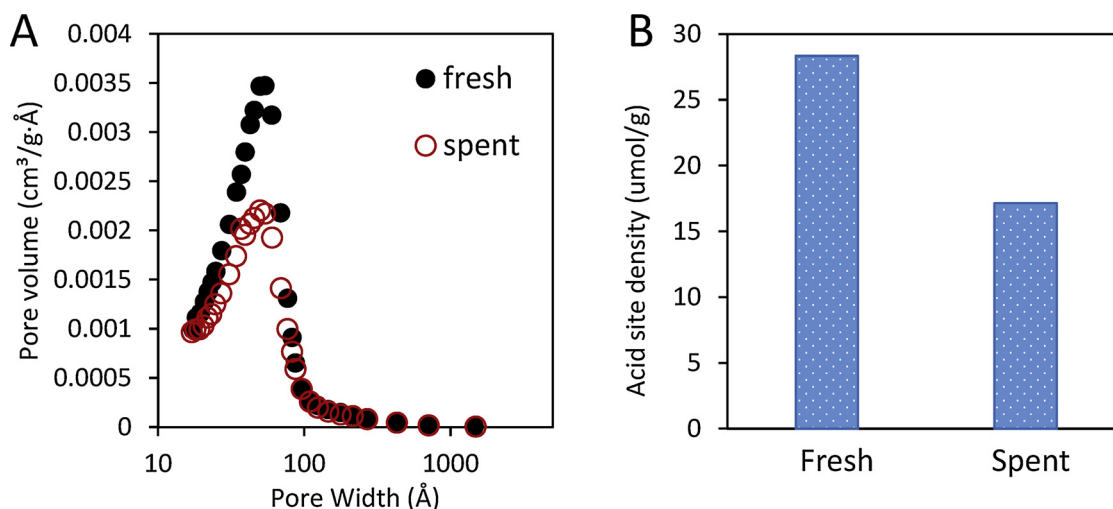 A
0.004
0.0035
0.003
0.0025
0.002
0.0015
0.001
0.0005
0
10
100
1000
Pore volume (cm³/g·Å)
Pore Width (Å)
fresh
spent
B
30
25
20
15
10
5
0
Acid site density (umol/g)
Fresh
Spent